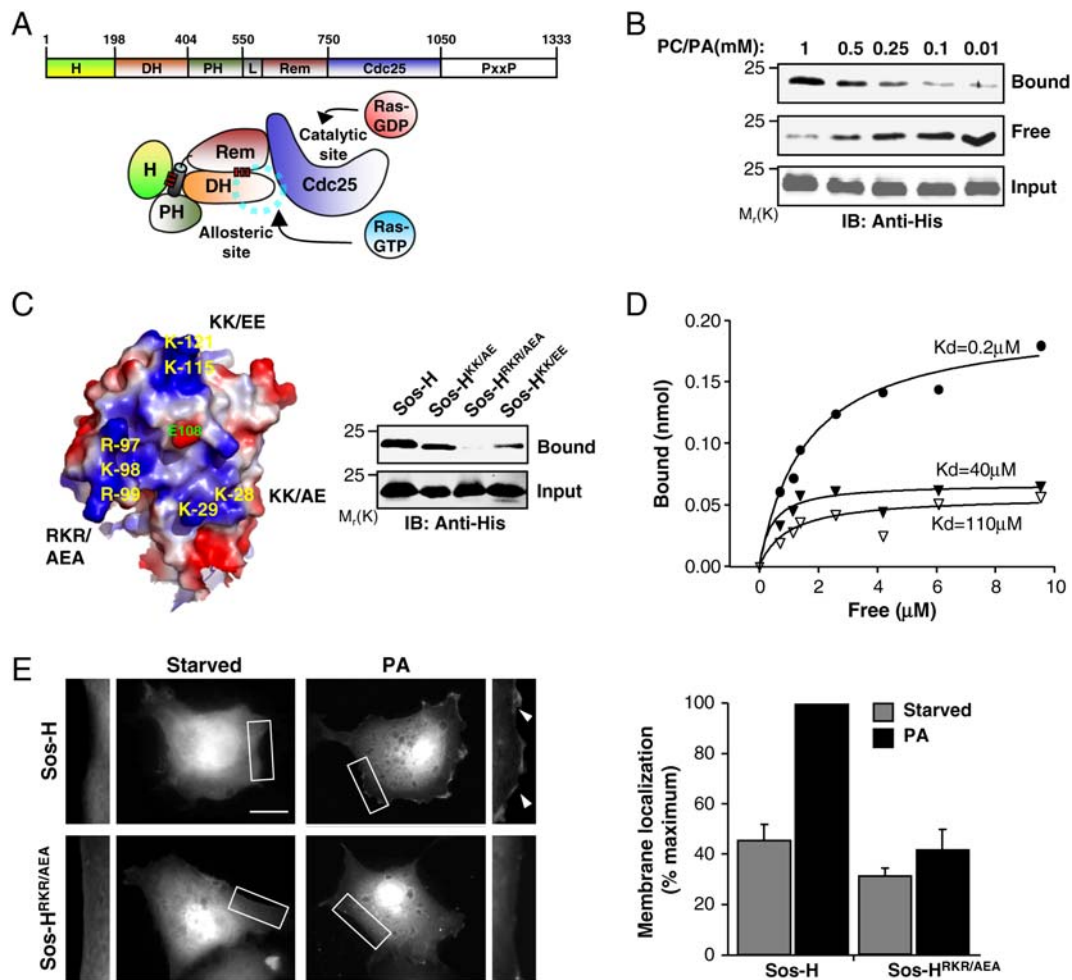 A
1 198 404 550 750 1050 1333
H DH PH L Rem Cdc25 PxxP
Ras-
GDP
Catalytic
site
Rem
H
DH
Cdc25
PH
Allosteric
site
Ras-
GTP
B
PC/PA(mM): 1 0.5 0.25 0.1 0.01
25
Bound
Free
25
Input
Mr(K)
IB: Anti-His
C
KK/EE
K-121
K-115
E108
R-97
K-98
R-99
K-28
K-29
KK/AE
RKR/
AEA
Sos-H
Sos-HKK/AE
Sos-HRKR/AEA
Sos-HKK/EE
25
Bound
25
Input
Mr(K)
IB: Anti-His
D
0.20
0.15
0.10
0.05
0.00
Bound (nmol)
Kd=0.2μM
Kd=40μM
Kd=110μM
0 2 4 6 8 10
Free (μM)
E
Starved
PA
Sos-H
Sos-HRKR/AEA
Membrane localization
(% maximum)
100
80
60
40
20
0
Starved
PA
Sos-H
Sos-HRKR/AEA